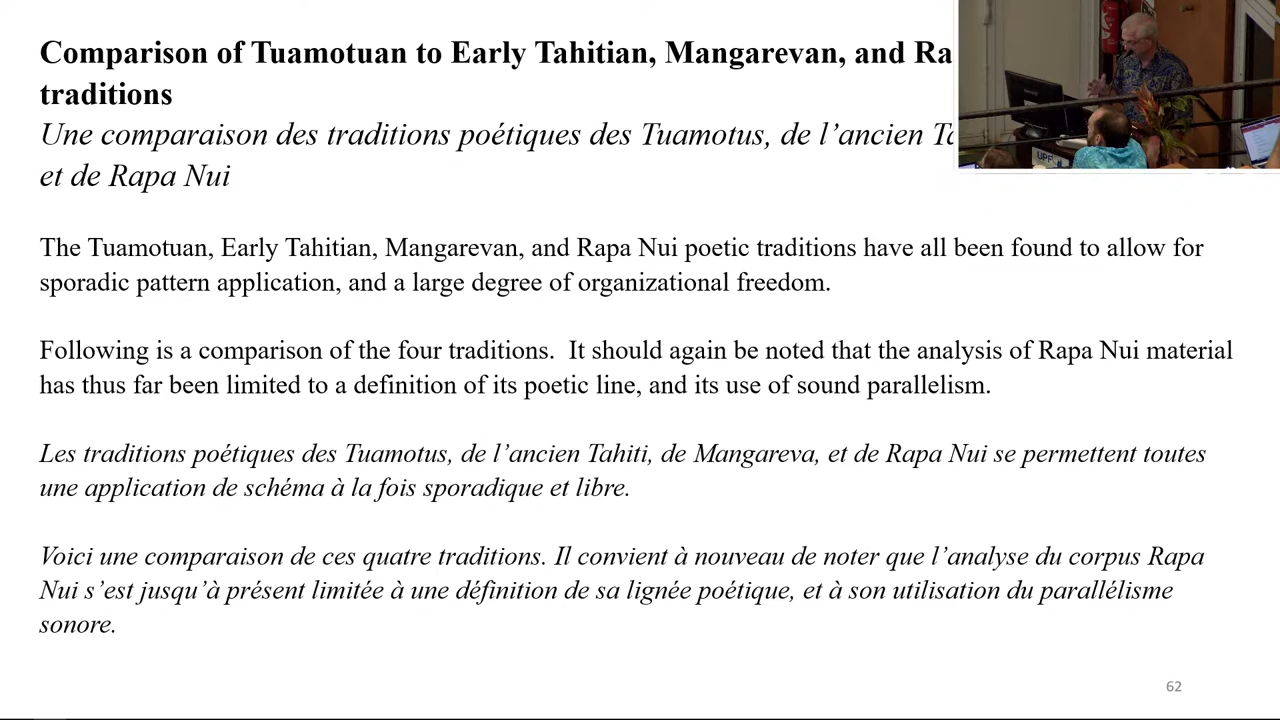 Comparison of Tuamotuan to Early Tahitian, Mangarevan, and Ra
traditions
Une comparaison des traditions poétiques des Tuamotus, de l’ancien Ta
et de Rapa Nui
The Tuamotuan, Early Tahitian, Mangarevan, and Rapa Nui poetic traditions have all been found to allow for
sporadic pattern application, and a large degree of organizational freedom.
Following is a comparison of the four traditions.  It should again be noted that the analysis of Rapa Nui material
has thus far been limited to a definition of its poetic line, and its use of sound parallelism.
Les traditions poétiques des Tuamotus, de l’ancien Tahiti, de Mangareva, et de Rapa Nui se permettent toutes
une application de schéma à la fois sporadique et libre.
Voici une comparaison de ces quatre traditions. Il convient à nouveau de noter que l’analyse du corpus Rapa
Nui s’est jusqu’à présent limitée à une définition de sa lignée poétique, et à son utilisation du parallélisme
sonore.
62